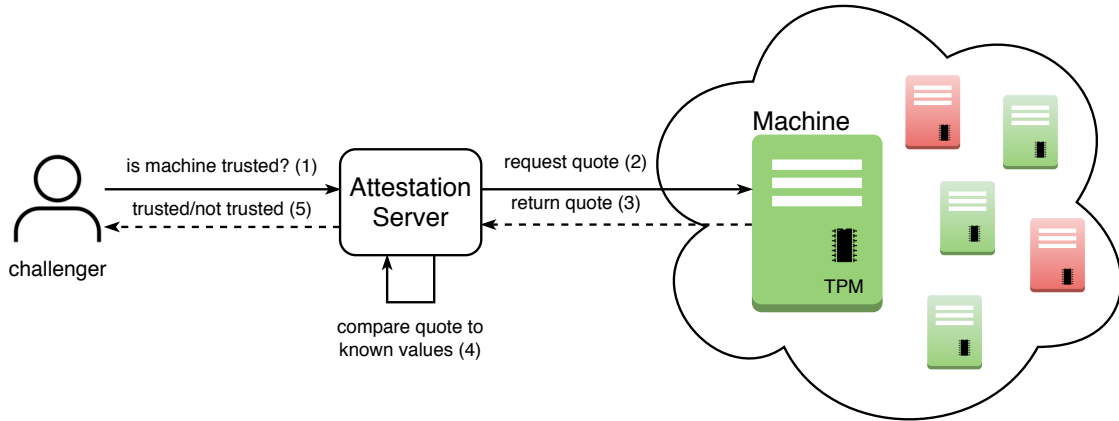 Machine
is machine trusted? (1)
request quote (2)
Attestation
Server
trusted/not trusted (5)
return quote (3)
challenger
TPM
compare quote to
known values (4)